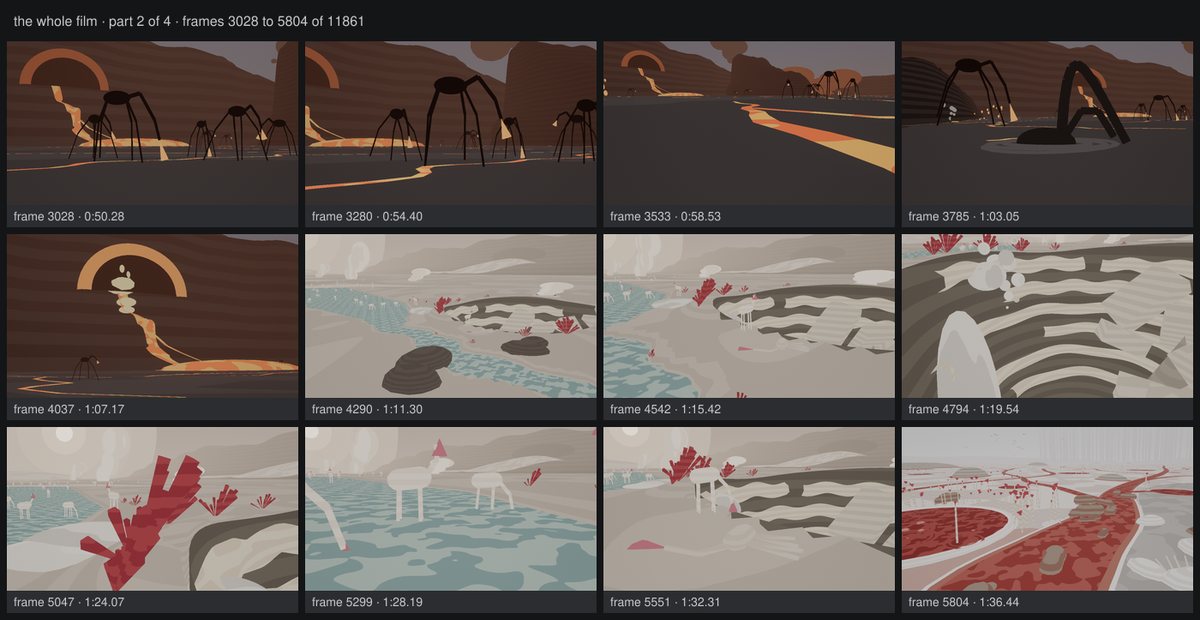 the whole film · part 2 of 4 · frames 3028 to 5804 of 11861
frame 3028 · 0:50.28
frame 3280 · 0:54.40
frame 3533 · 0:58.53
frame 3785 · 1:03.05
frame 4037 · 1:07.17
frame 4290 · 1:11.30
frame 4542 · 1:15.42
frame 4794 · 1:19.54
frame 5047 · 1:24.07
frame 5299 · 1:28.19
frame 5551 · 1:32.31
frame 5804 · 1:36.44